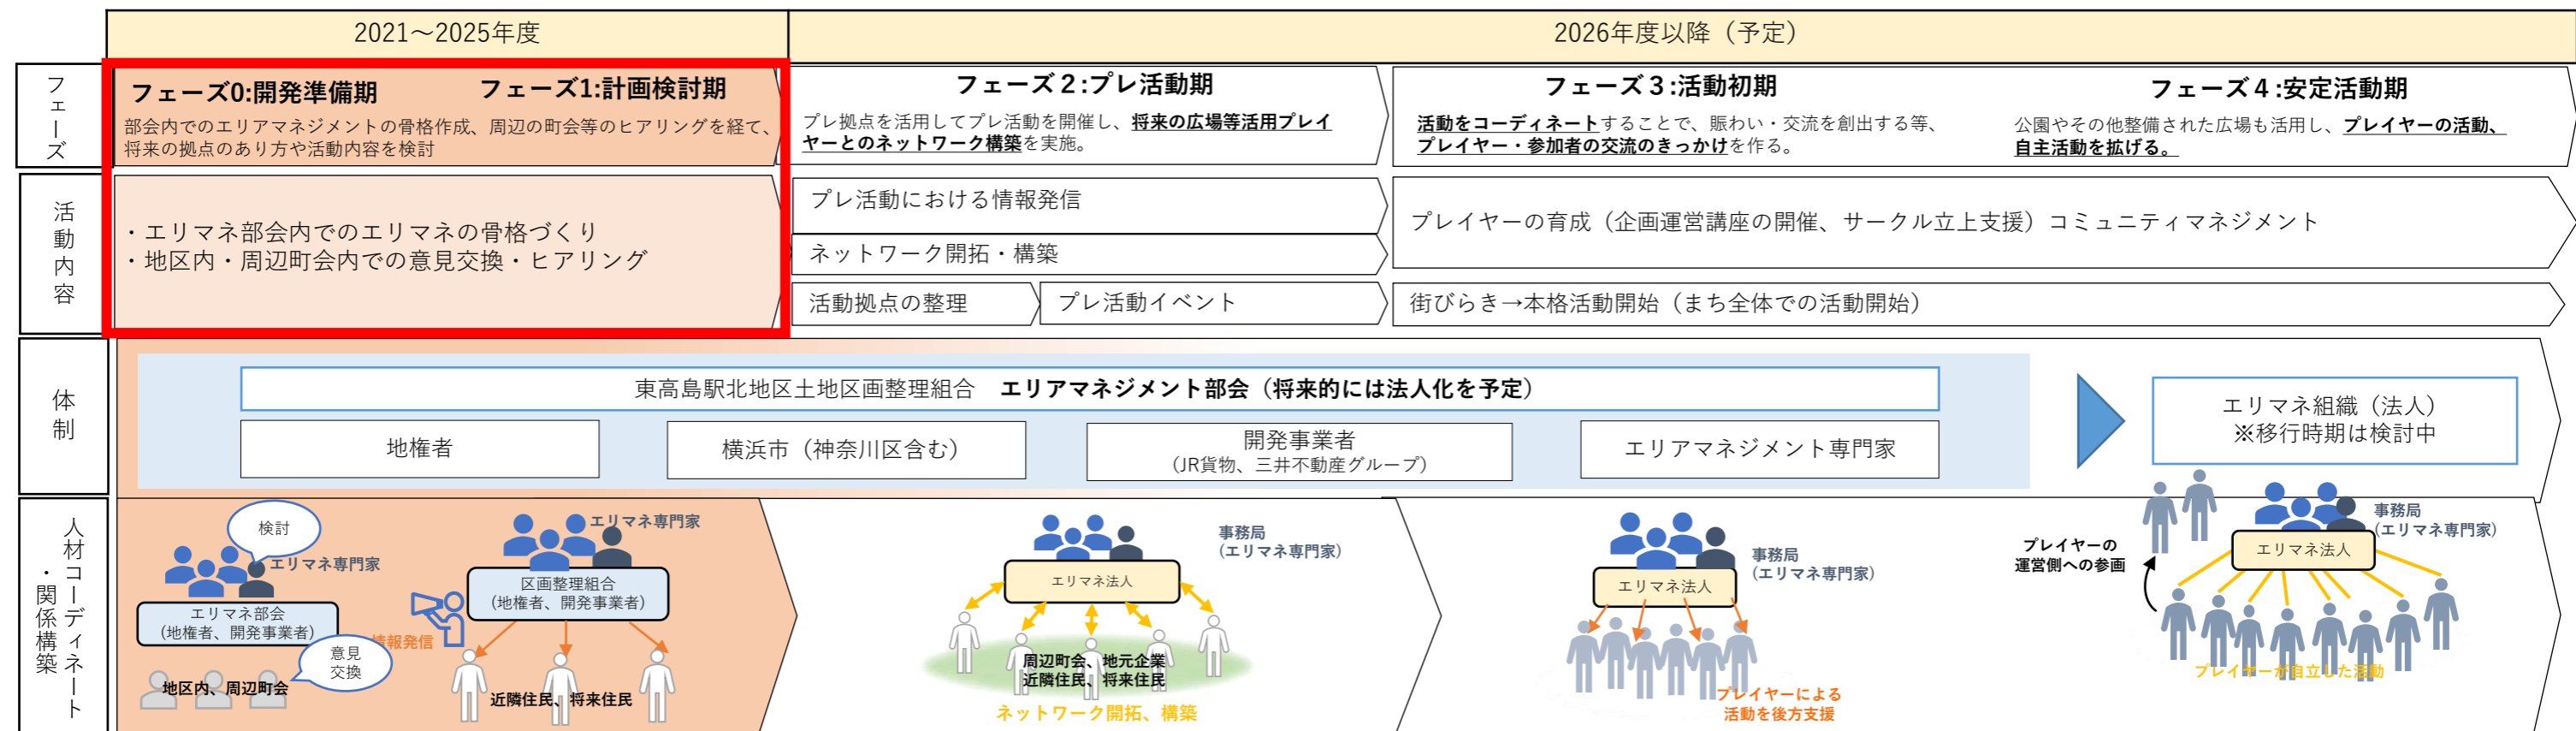 2021～2025年度
2026年度以降（予定）
フェーズ
フェーズ0:開発準備期
フェーズ1:計画検討期
部会内でのエリアマネジメントの骨格作成、周辺の町会等のヒアリングを経て、
将来の拠点のあり方や活動内容を検討
フェーズ２:プレ活動期
プレ拠点を活用してプレ活動を開催し、将来の広場等活用プレイ
ヤーとのネットワーク構築を実施。
フェーズ３:活動初期
活動をコーディネートすることで、賑わい・交流を創出する等、
プレイヤー・参加者の交流のきっかけを作る。
フェーズ４:安定活動期
公園やその他整備された広場も活用し、プレイヤーの活動、
自主活動を拡げる。
活動内容
・エリマネ部会内でのエリマネの骨格づくり
・地区内・周辺町会内での意見交換・ヒアリング
プレ活動における情報発信
ネットワーク開拓・構築
活動拠点の整理
プレ活動イベント
プレイヤーの育成（企画運営講座の開催、サークル立上支援）コミュニティマネジメント
街びらき→本格活動開始（まち全体での活動開始）
体制
東高島駅北地区土地区画整理組合　エリアマネジメント部会（将来的には法人化を予定）
地権者
横浜市（神奈川区含む）
開発事業者
（JR貨物、三井不動産グループ）
エリアマネジメント専門家
エリマネ組織（法人）
※移行時期は検討中
人材コーディネート
・関係構築
検討
エリマネ専門家
エリマネ部会
(地権者、開発事業者)
意見
交換
地区内、周辺町会
エリマネ専門家
区画整理組合
(地権者、開発事業者)
情報発信
近隣住民、将来住民
事務局
(エリマネ専門家)
エリマネ法人
周辺町会、地元企業
近隣住民、将来住民
ネットワーク開拓、構築
事務局
(エリマネ専門家)
エリマネ法人
プレイヤーによる
活動を後方支援
プレイヤーの
運営側への参画
事務局
(エリマネ専門家)
エリマネ法人
プレイヤーが自立した活動